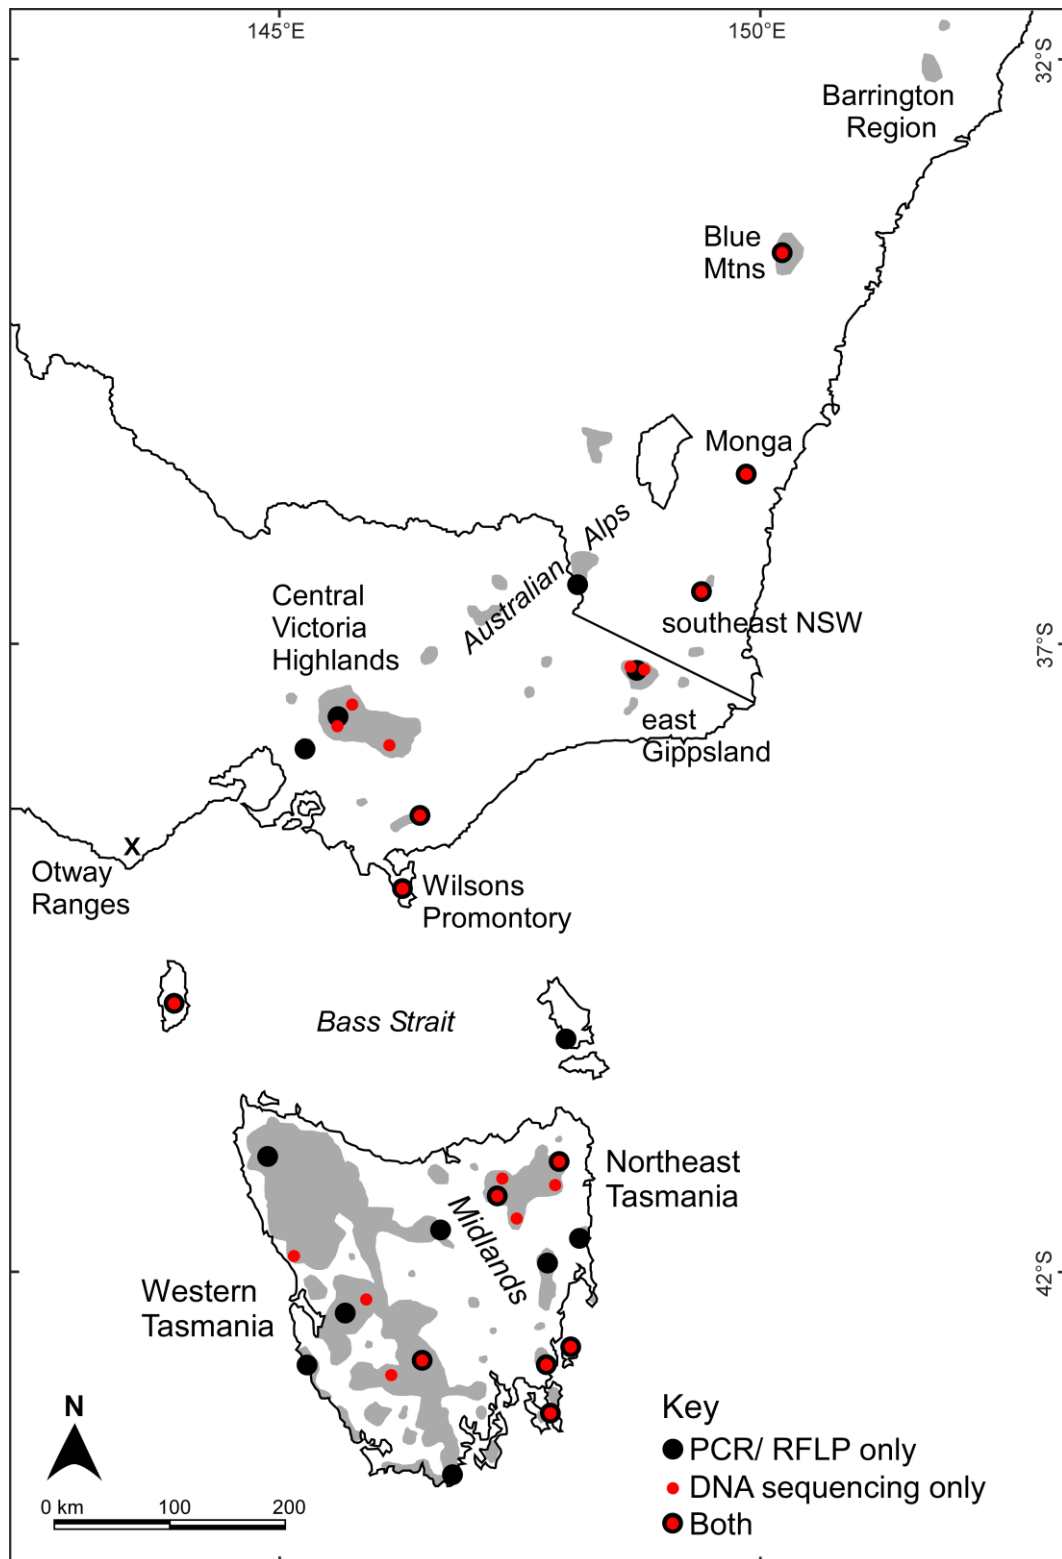 145°E
150°E
32°S
Barrington
Region
Blue
Mtns
Monga
Australian Alps
Central
Victoria
Highlands
southeast NSW
37°S
east
Gippsland
X
Otway
Ranges
Wilsons
Promontory
Bass Strait
Northeast
Tasmania
Midlands
42°S
Western
Tasmania
N
0 km 100 200
Key
PCR/ RFLP only
DNA sequencing only
Both